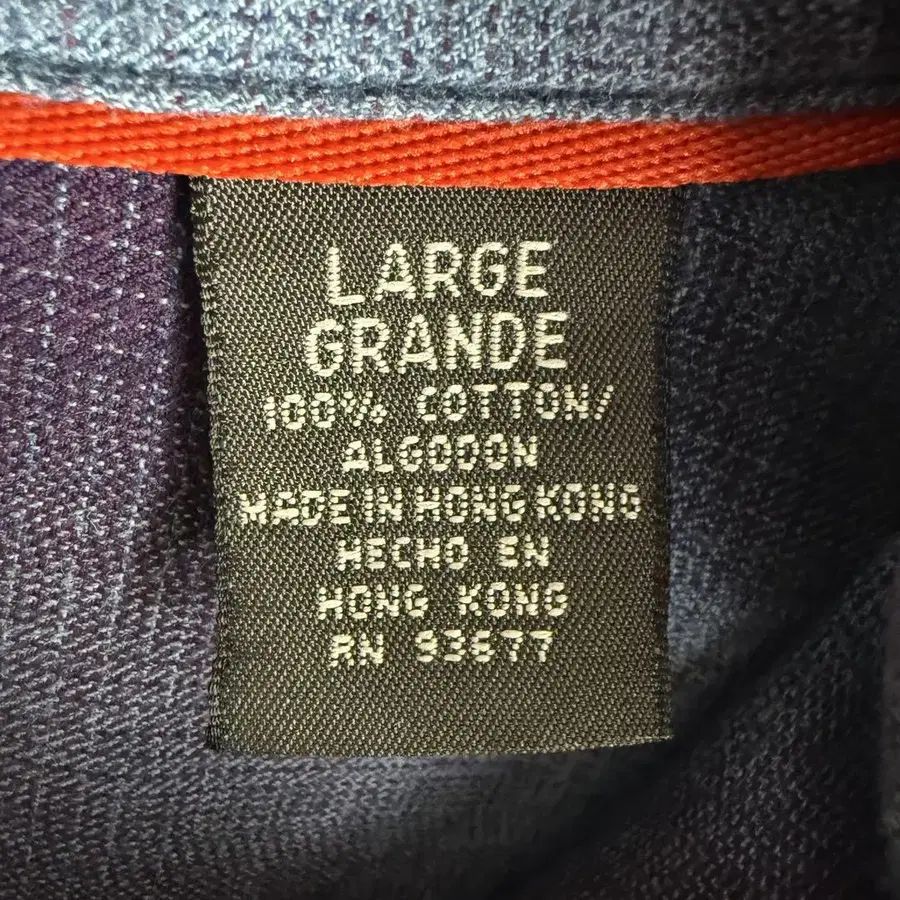 LARGE
GRANDE
100% COTTON/
ALGODON
MADE IN HONG KONG
HECHO EN
HONG KONG
RN 93677